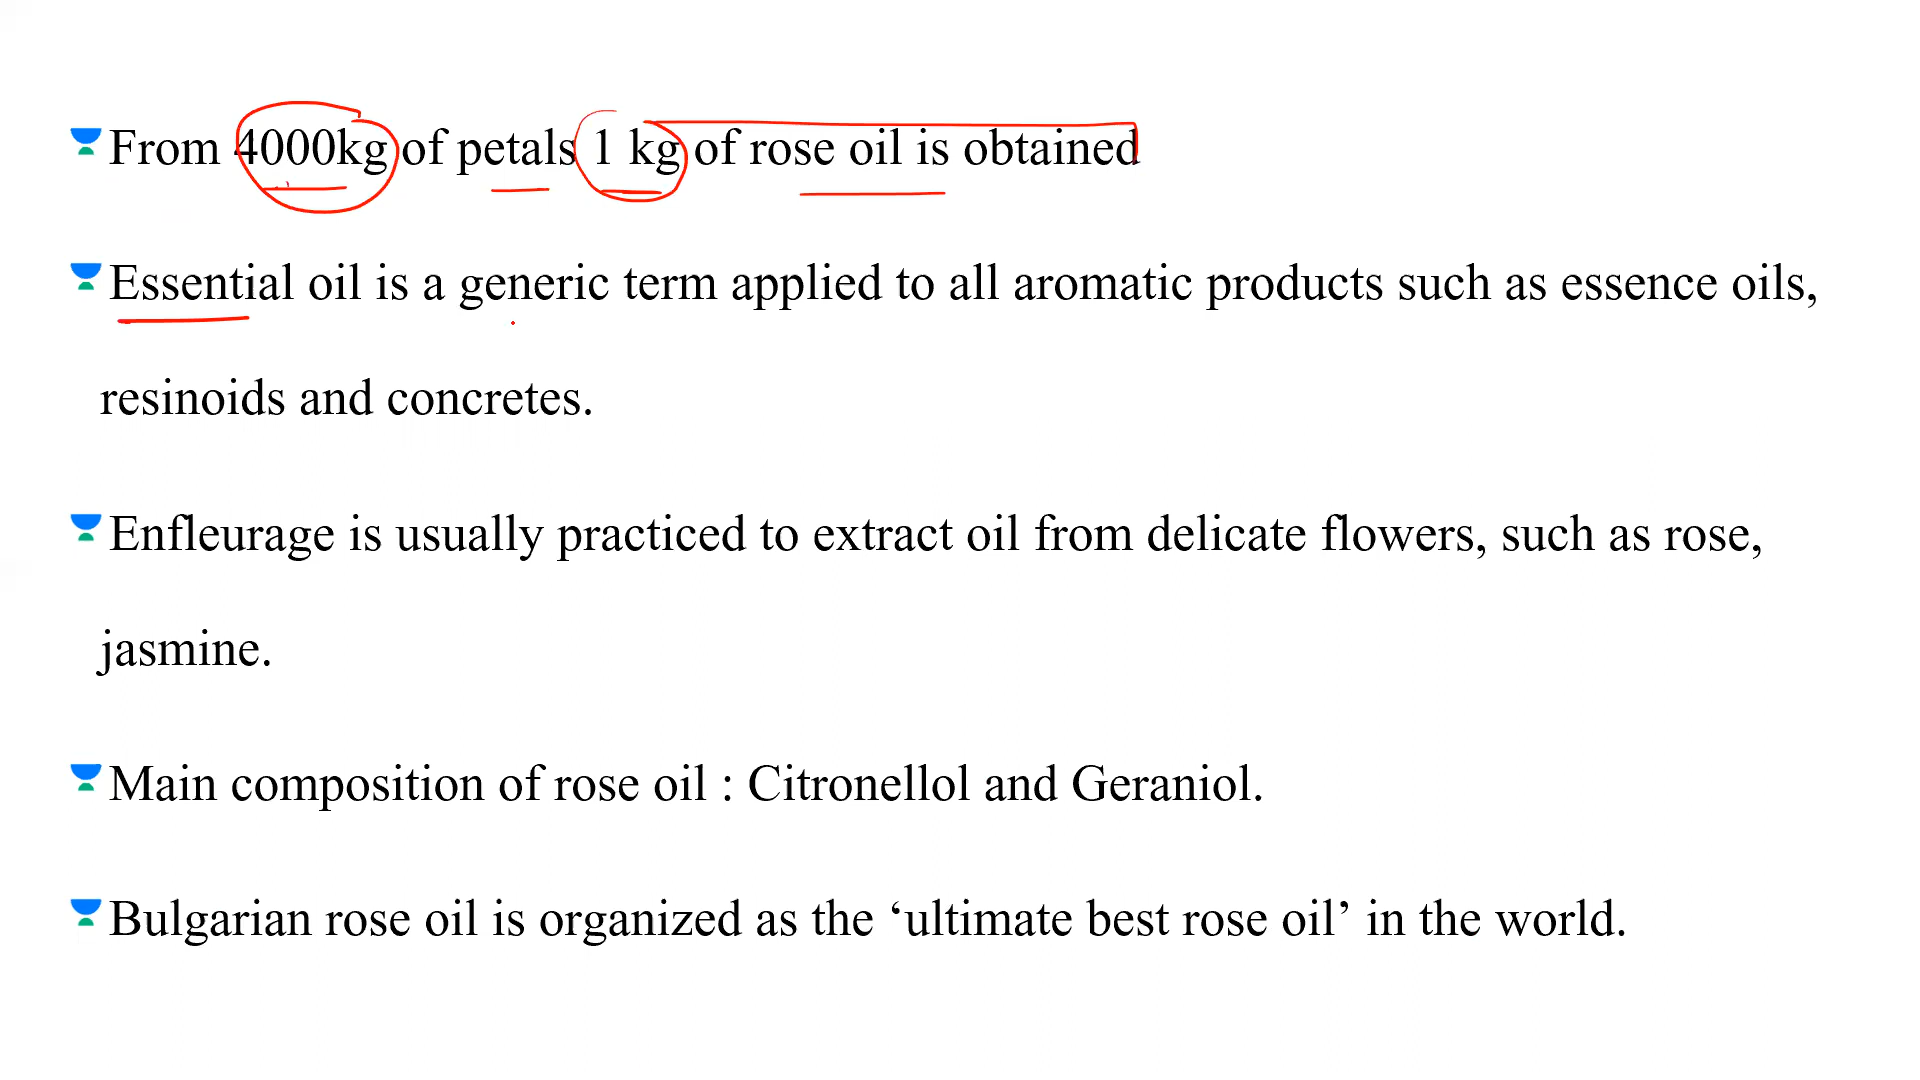 From 4000kg of petals 1 kg of rose oil is obtained
Essential oil is a generic term applied to all aromatic products such as essence oils,
resinoids and concretes.
Enfleurage is usually practiced to extract oil from delicate flowers, such as rose,
jasmine.
Main composition of rose oil : Citronellol and Geraniol.
Bulgarian rose oil is organized as the ‘ultimate best rose oil’ in the world.